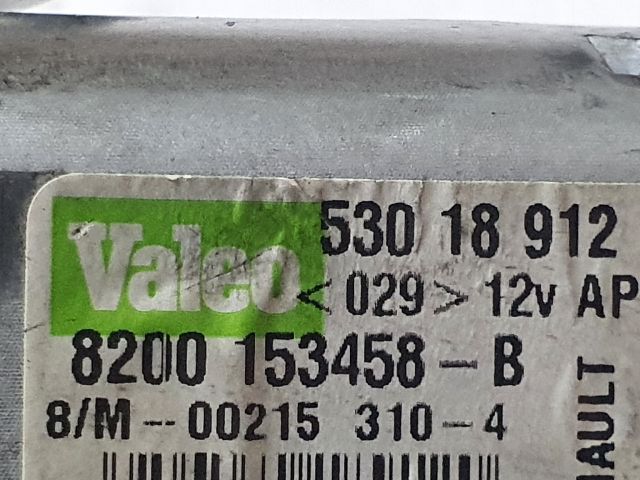 Valeo 530 18 912
< 029 > 12v AP
8200 153458-B
8/M--00215 310-4
AULT